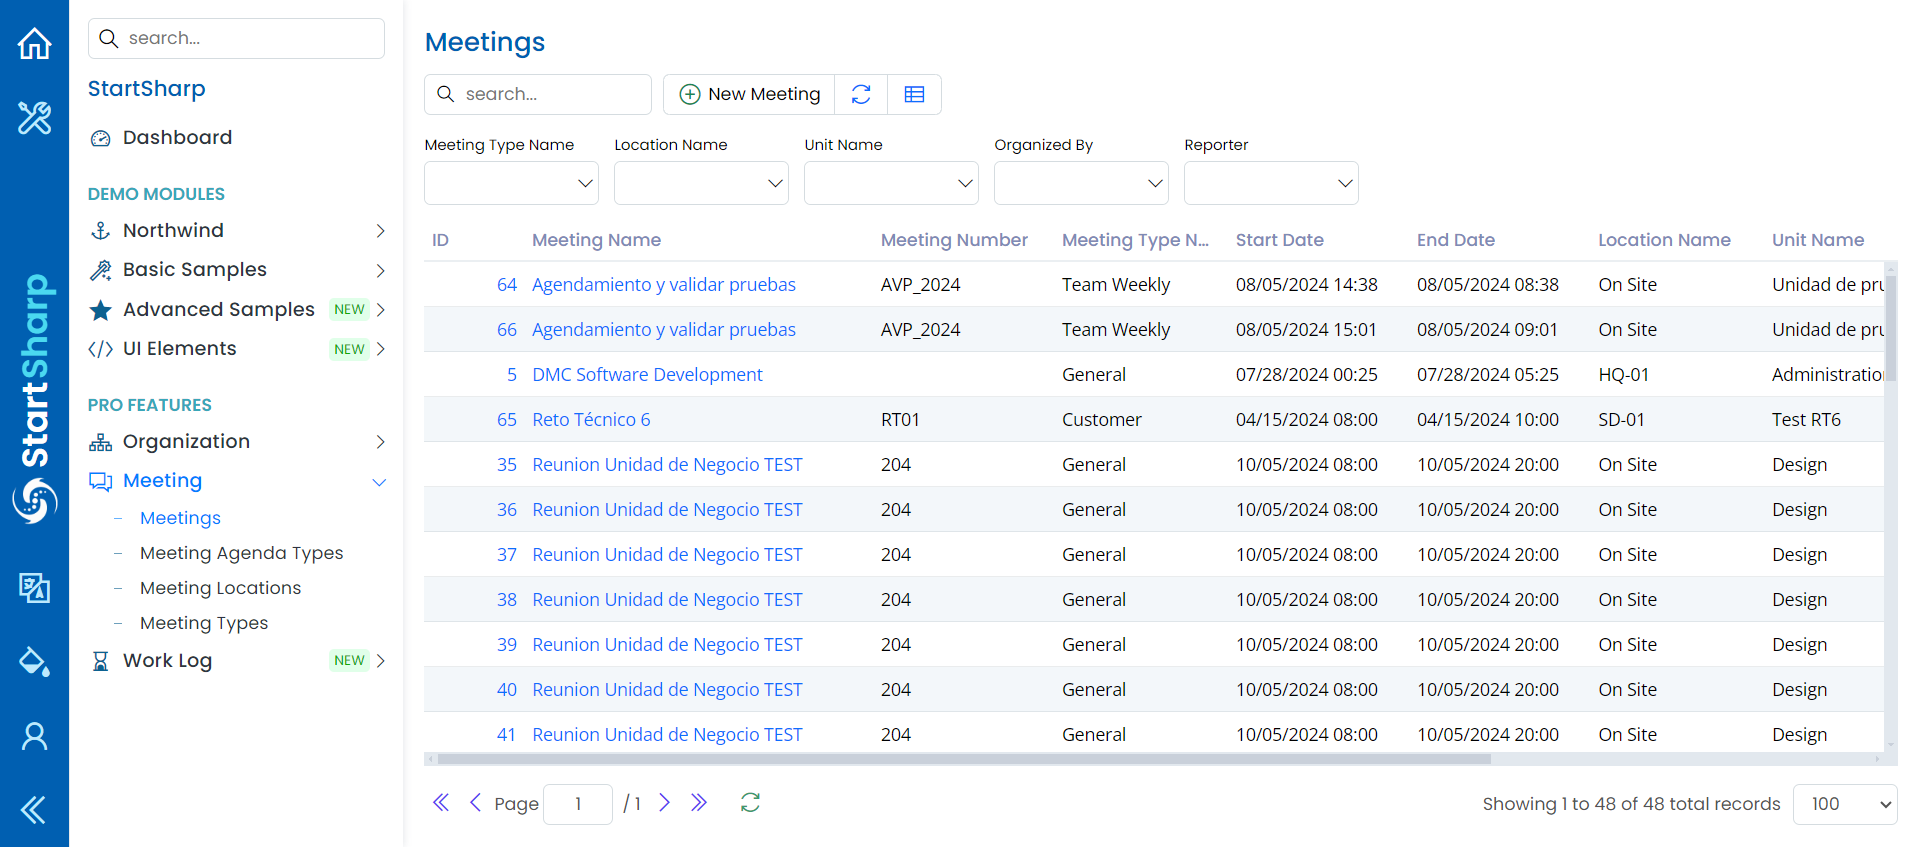 search...
StartSharp
Dashboard
DEMO MODULES
Northwind
Basic Samples
Advanced Samples NEW
UI Elements NEW
PRO FEATURES
Organization
Meeting
Meetings
Meeting Agenda Types
Meeting Locations
Meeting Types
Work Log NEW
StartSharp
Meetings
search...
New Meeting
Meeting Type Name Location Name Unit Name Organized By Reporter
ID Meeting Name Meeting Number Meeting Type N... Start Date End Date Location Name Unit Name
64 Agendamiento y validar pruebas AVP_2024 Team Weekly 08/05/2024 14:38 08/05/2024 08:38 On Site Unidad de pru
66 Agendamiento y validar pruebas AVP_2024 Team Weekly 08/05/2024 15:01 08/05/2024 09:01 On Site Unidad de pru
5 DMC Software Development General 07/28/2024 00:25 07/28/2024 05:25 HQ-01 Administration
65 Reto Técnico 6 RT01 Customer 04/15/2024 08:00 04/15/2024 10:00 SD-01 Test RT6
35 Reunion Unidad de Negocio TEST 204 General 10/05/2024 08:00 10/05/2024 20:00 On Site Design
36 Reunion Unidad de Negocio TEST 204 General 10/05/2024 08:00 10/05/2024 20:00 On Site Design
37 Reunion Unidad de Negocio TEST 204 General 10/05/2024 08:00 10/05/2024 20:00 On Site Design
38 Reunion Unidad de Negocio TEST 204 General 10/05/2024 08:00 10/05/2024 20:00 On Site Design
39 Reunion Unidad de Negocio TEST 204 General 10/05/2024 08:00 10/05/2024 20:00 On Site Design
40 Reunion Unidad de Negocio TEST 204 General 10/05/2024 08:00 10/05/2024 20:00 On Site Design
41 Reunion Unidad de Negocio TEST 204 General 10/05/2024 08:00 10/05/2024 20:00 On Site Design
Page 1 / 1 Showing 1 to 48 of 48 total records 100